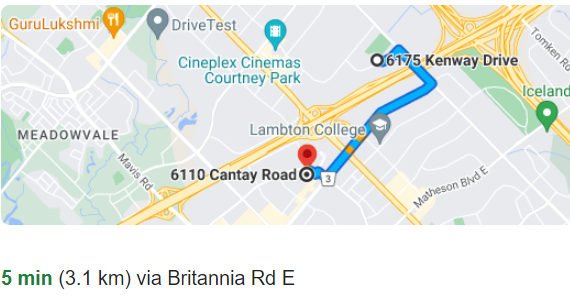 GuruLukshmi
DriveTest
Cineplex Cinemas
Courtney Park
6175 Kenway Drive
Tomken Rd
Iceland
Lambton College
MEADOWVALE
Mavis Rd
6110 Cantay Road
3
Matheson Blvd E
5 min (3.1 km) via Britannia Rd E